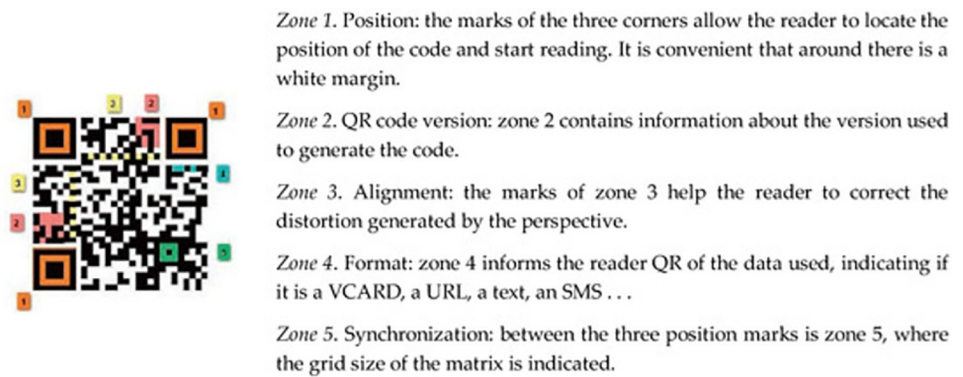 Zone 1. Position: the marks of the three corners allow the reader to locate the
position of the code and start reading. It is convenient that around there is a
white margin.
3 2
1 1
Zone 2. QR code version: zone 2 contains information about the version used
to generate the code.
3
Zone 3. Alignment: the marks of zone 3 help the reader to correct the
distortion generated by the perspective.
2
Zone 4. Format: zone 4 informs the reader QR of the data used, indicating if
it is a VCARD, a URL, a text, an SMS . . .
1
Zone 5. Synchronization: between the three position marks is zone 5, where
the grid size of the matrix is indicated.